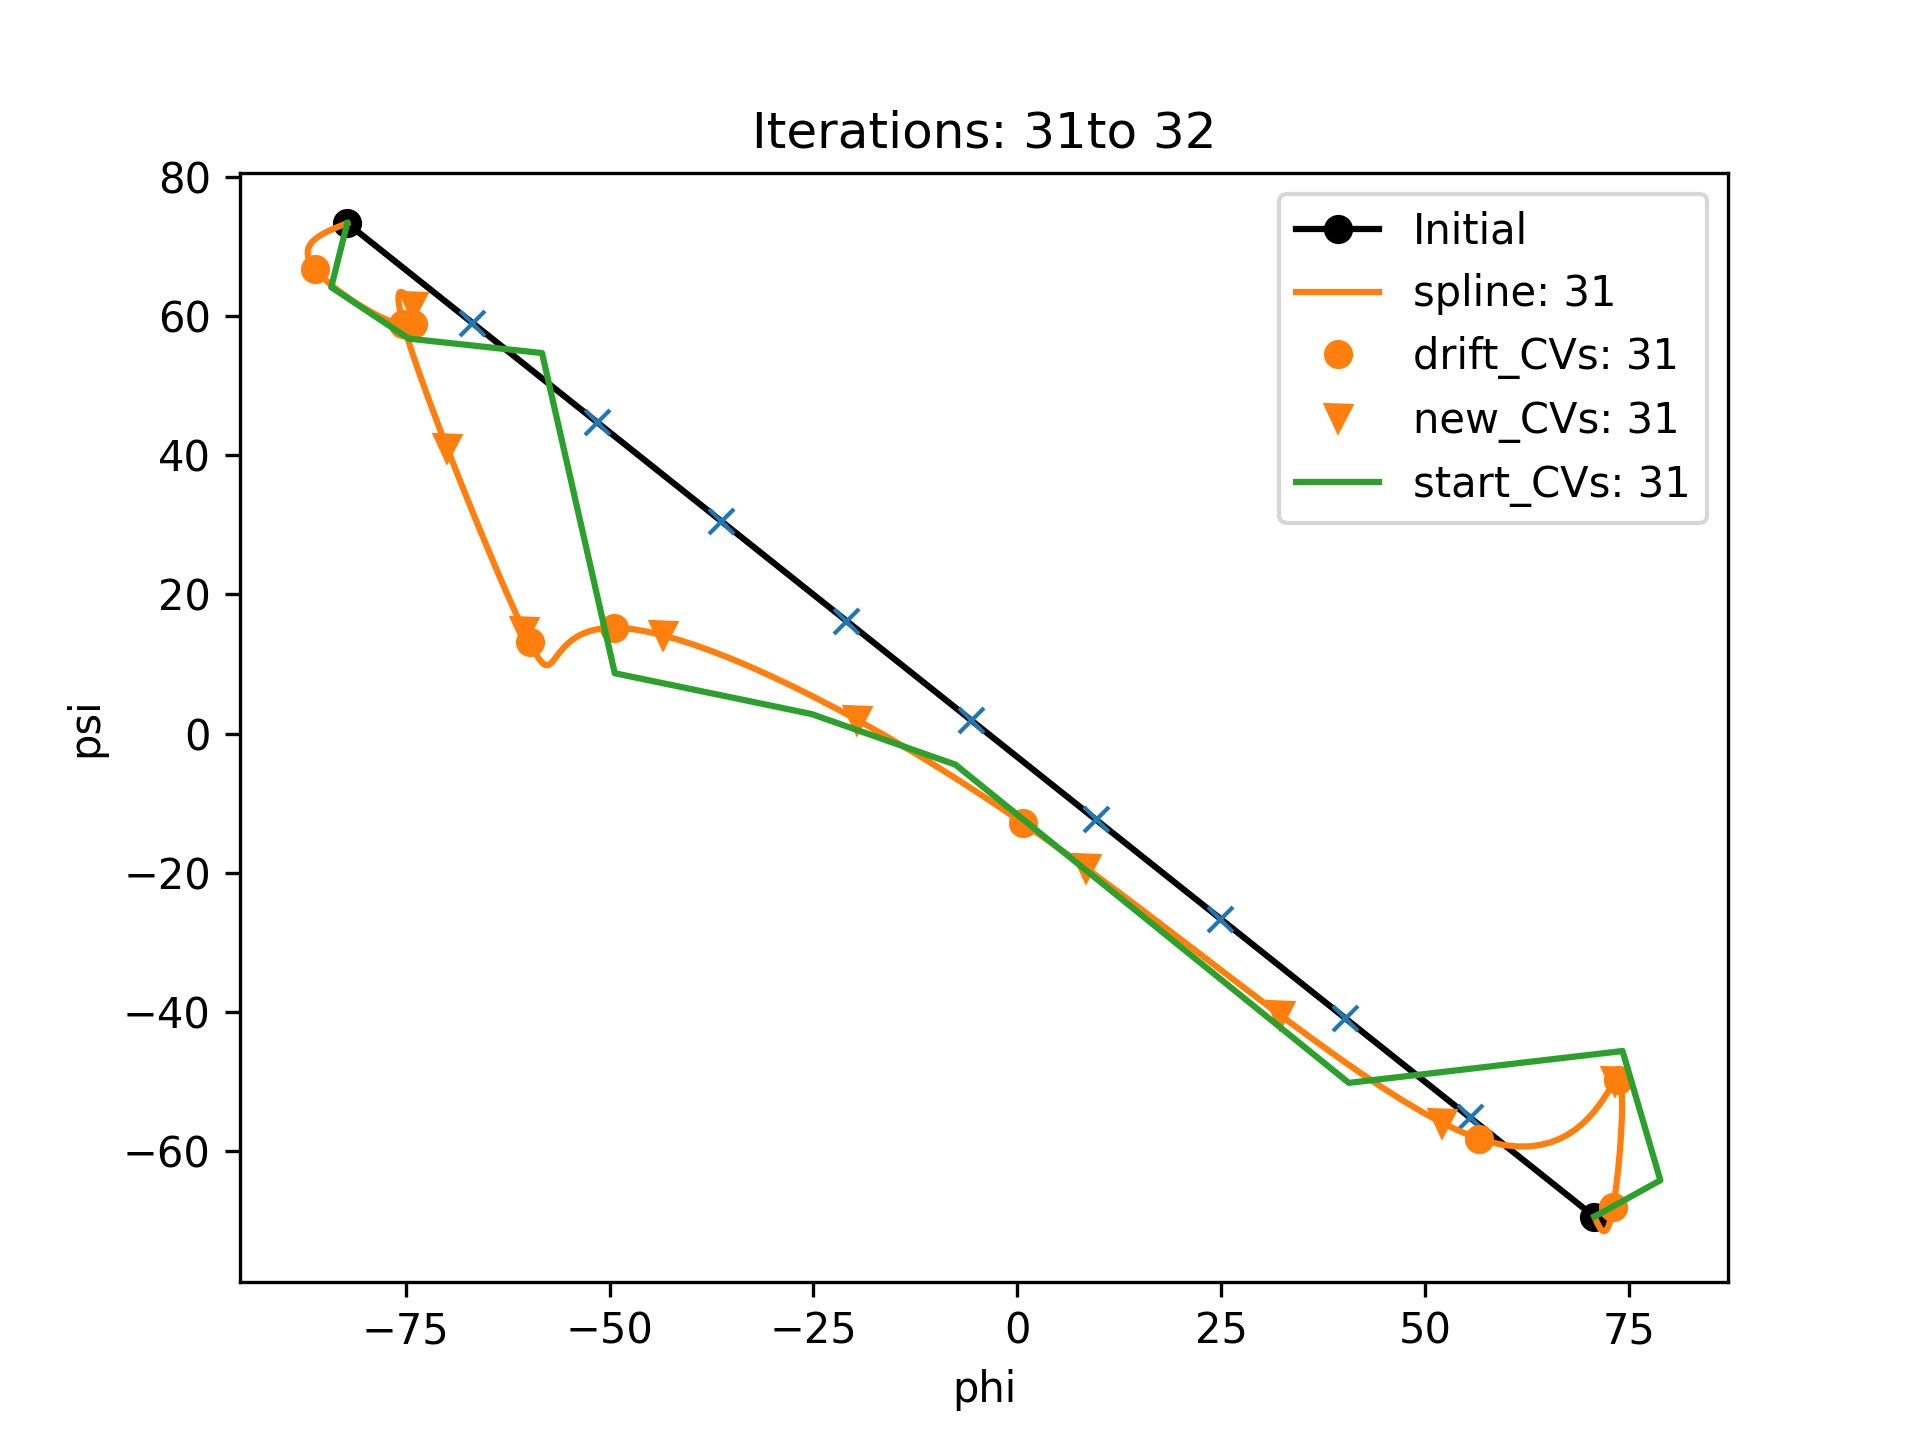 Iterations: 31to 32
80
60
40
20
0
−20
−40
−60
psi
Initial
spline: 31
drift_CVs: 31
new_CVs: 31
start_CVs: 31
−75
−50
−25
0
25
50
75
phi